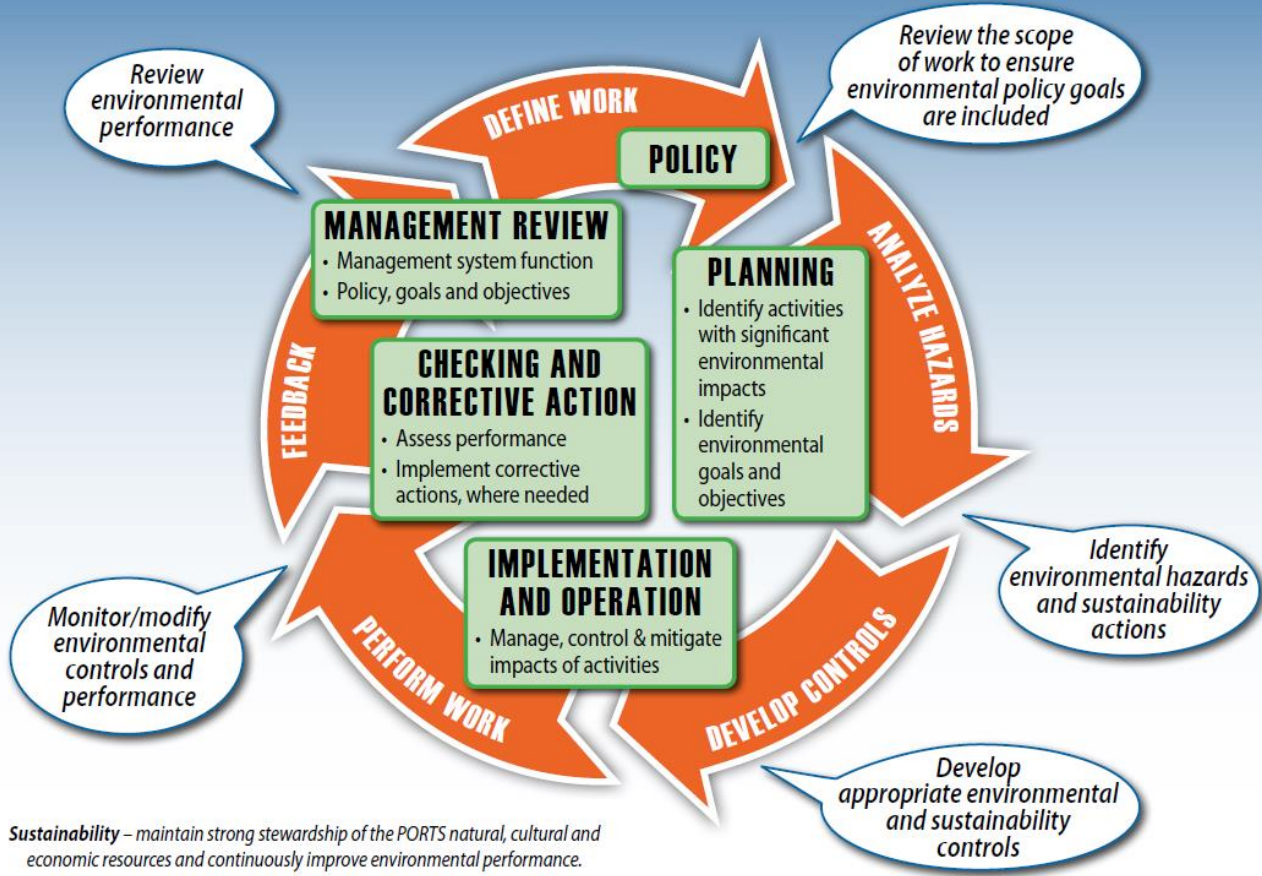 Review
environmental
performance
Review the scope
of work to ensure
environmental policy goals
are included
DEFINE WORK
POLICY
MANAGEMENT REVIEW
• Management system function
• Policy, goals and objectives
PLANNING
• Identify activities
with significant
environmental
impacts
• Identify
environmental
goals and
objectives
ANALYZE HAZARDS
CHECKING AND
CORRECTIVE ACTION
• Assess performance
• Implement corrective
actions, where needed
FEEDBACK
IMPLEMENTATION
AND OPERATION
• Manage, control & mitigate
impacts of activities
Identify
environmental hazards
and sustainability
actions
Monitor/modify
environmental
controls and
performance
PERFORM WORK
DEVELOP CONTROLS
Develop
appropriate environmental
and sustainability
controls
Sustainability – maintain strong stewardship of the PORTS natural, cultural and
economic resources and continuously improve environmental performance.